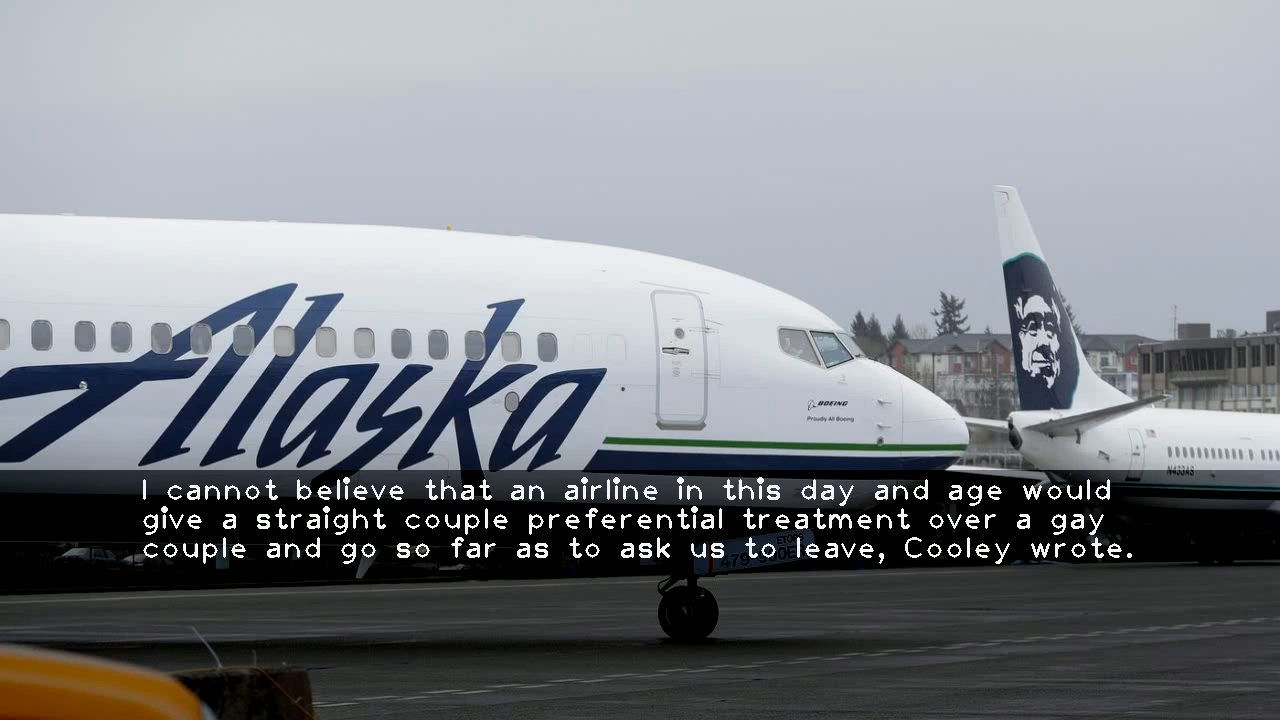 Alaska
BOEING
Proudly All Boeing
N433AS
I cannot believe that an airline in this day and age would
give a straight couple preferential treatment over a gay
couple and go so far as to ask us to leave, Cooley wrote.